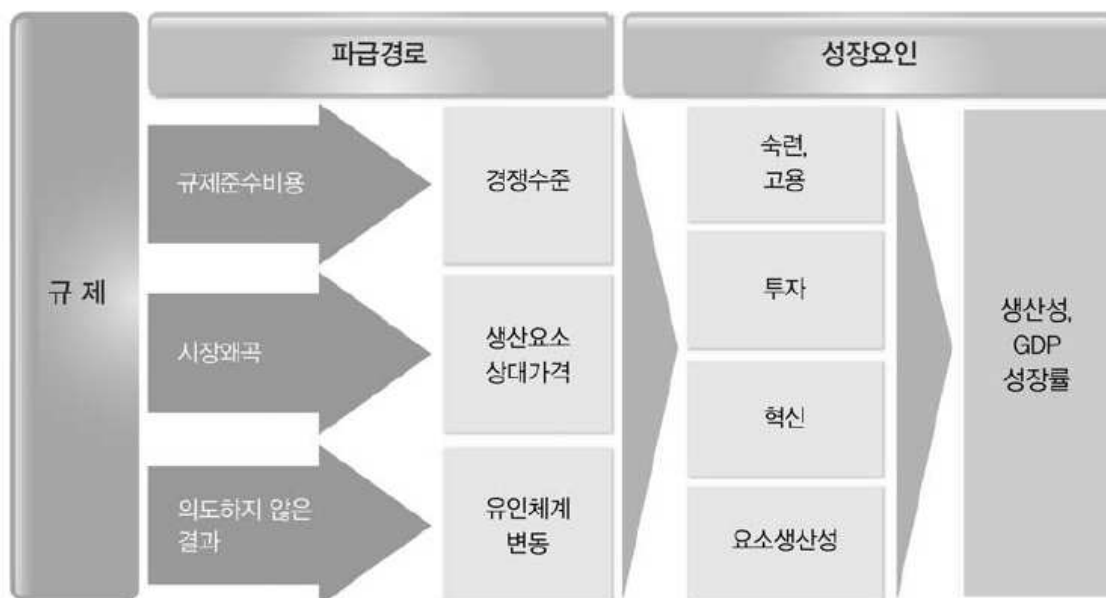 규 제
파급경로
성장요인
규제준수비용
경쟁수준
시장왜곡
생산요소
상대가격
의도하지 않은
결과
유인체계
변동
숙련,
고용
투자
혁신
요소생산성
생산성,
GDP
성장률